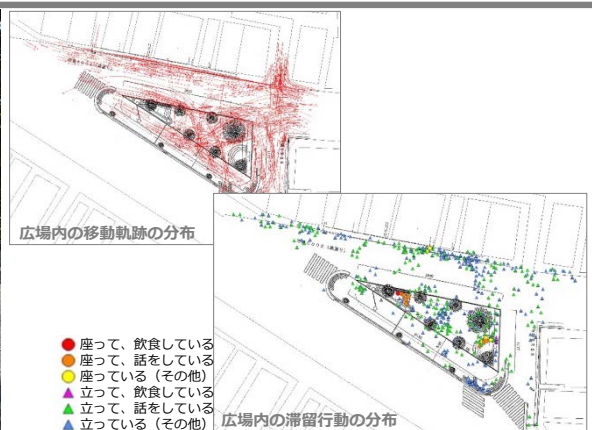 広場内の移動軌跡の分布
座って、飲食している
座って、話をしている
座っている（その他）
立って、飲食している
立って、話をしている
立っている（その他）
広場内の滞留行動の分布